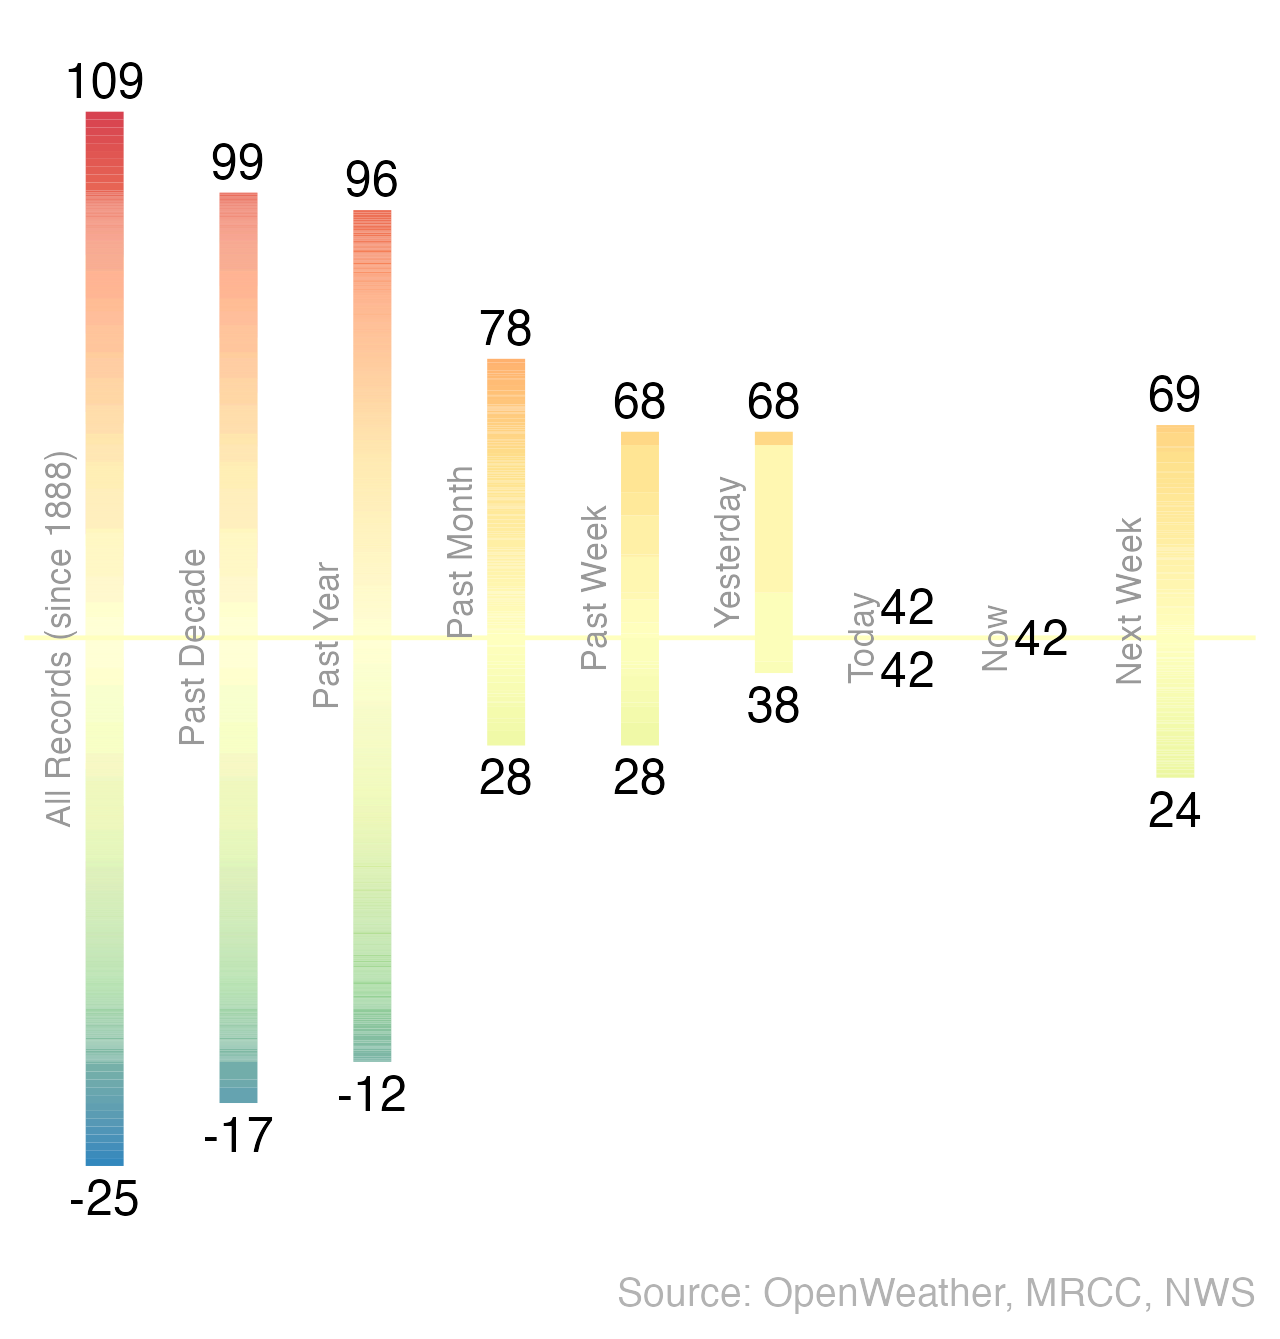 109
All Records (since 1888)
-25
99
Past Decade
-17
96
Past Year
-12
78
Past Month
28
68
Past Week
28
68
Yesterday
38
42
Today
42
Now
42
69
Next Week
24
Source: OpenWeather, MRCC, NWS